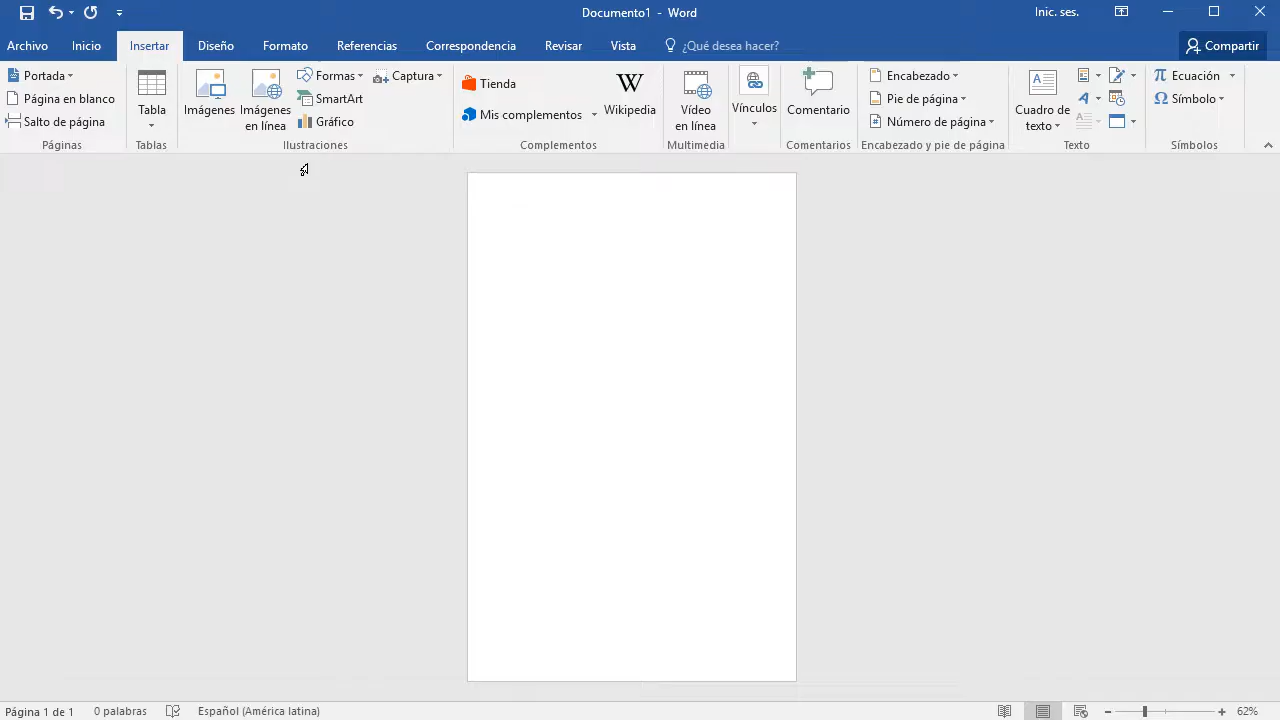 Documento1 - Word
Inic. ses.
Archivo
Inicio
Insertar
Diseño
Formato
Referencias
Correspondencia
Revisar
Vista
¿Qué desea hacer?
Compartir
Portada
Página en blanco
Salto de página
Páginas
Tabla
Tablas
Imágenes
Imágenes
en línea
Formas
SmartArt
Gráfico
Captura
Ilustraciones
Tienda
Mis complementos
W
Wikipedia
Complementos
Vídeo
en línea
Multimedia
Vínculos
Comentario
Comentarios
Encabezado
Pie de página
Número de página
Encabezado y pie de página
Cuadro de
texto
Texto
π Ecuación
Ω Símbolo
Símbolos
Página 1 de 1
0 palabras
Español (América latina)
62%